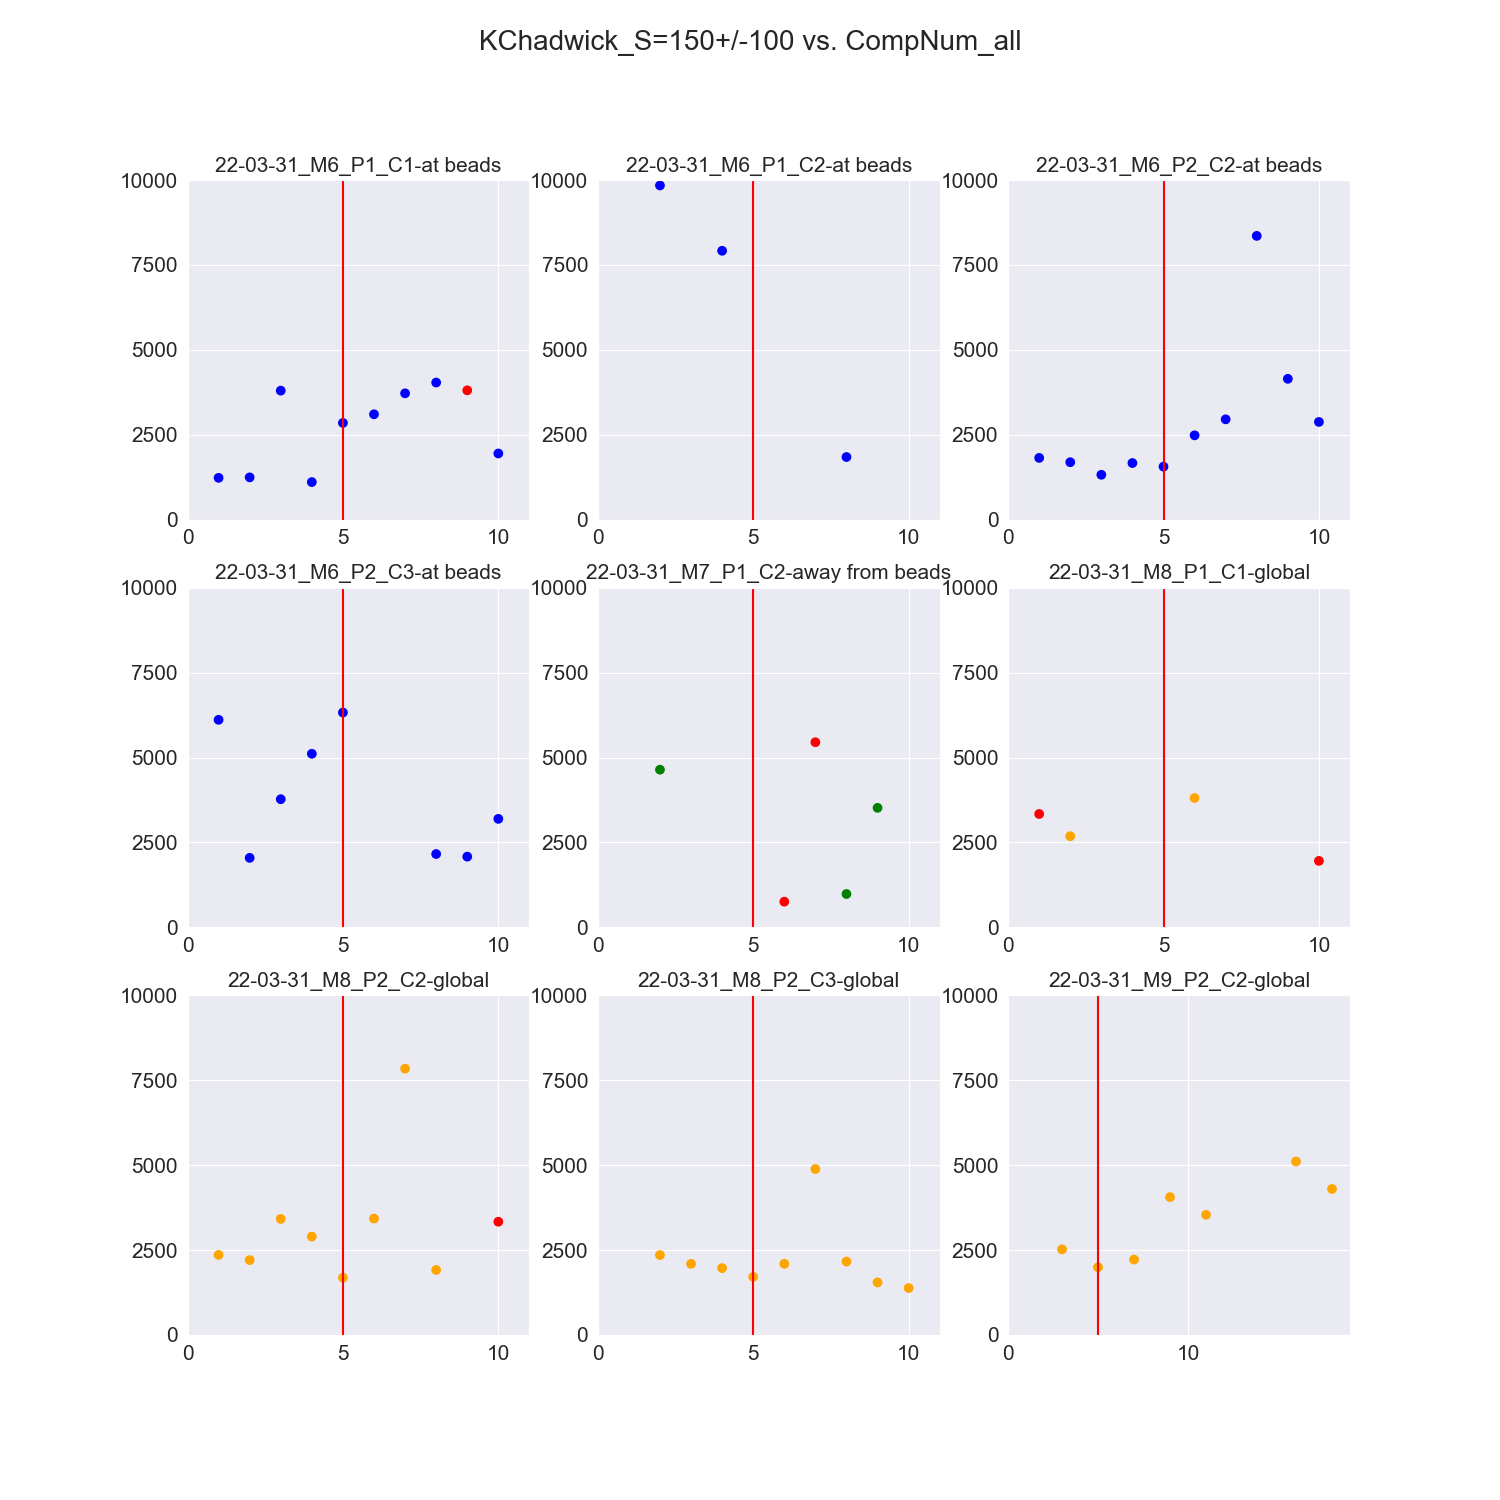 KChadwick_S=150+/-100 vs. CompNum_all
22-03-31_M6_P1_C1-at beads
22-03-31_M6_P1_C2-at beads
22-03-31_M6_P2_C2-at beads
10000
7500
5000
2500
0
0 5 10
10000
7500
5000
2500
0
0 5 10
10000
7500
5000
2500
0
0 5 10
22-03-31_M6_P2_C3-at beads
22-03-31_M7_P1_C2-away from beads
22-03-31_M8_P1_C1-global
10000
7500
5000
2500
0
0 5 10
10000
7500
5000
2500
0
0 5 10
10000
7500
5000
2500
0
0 5 10
22-03-31_M8_P2_C2-global
22-03-31_M8_P2_C3-global
22-03-31_M9_P2_C2-global
10000
7500
5000
2500
0
0 5 10
10000
7500
5000
2500
0
0 5 10
10000
7500
5000
2500
0
0 10